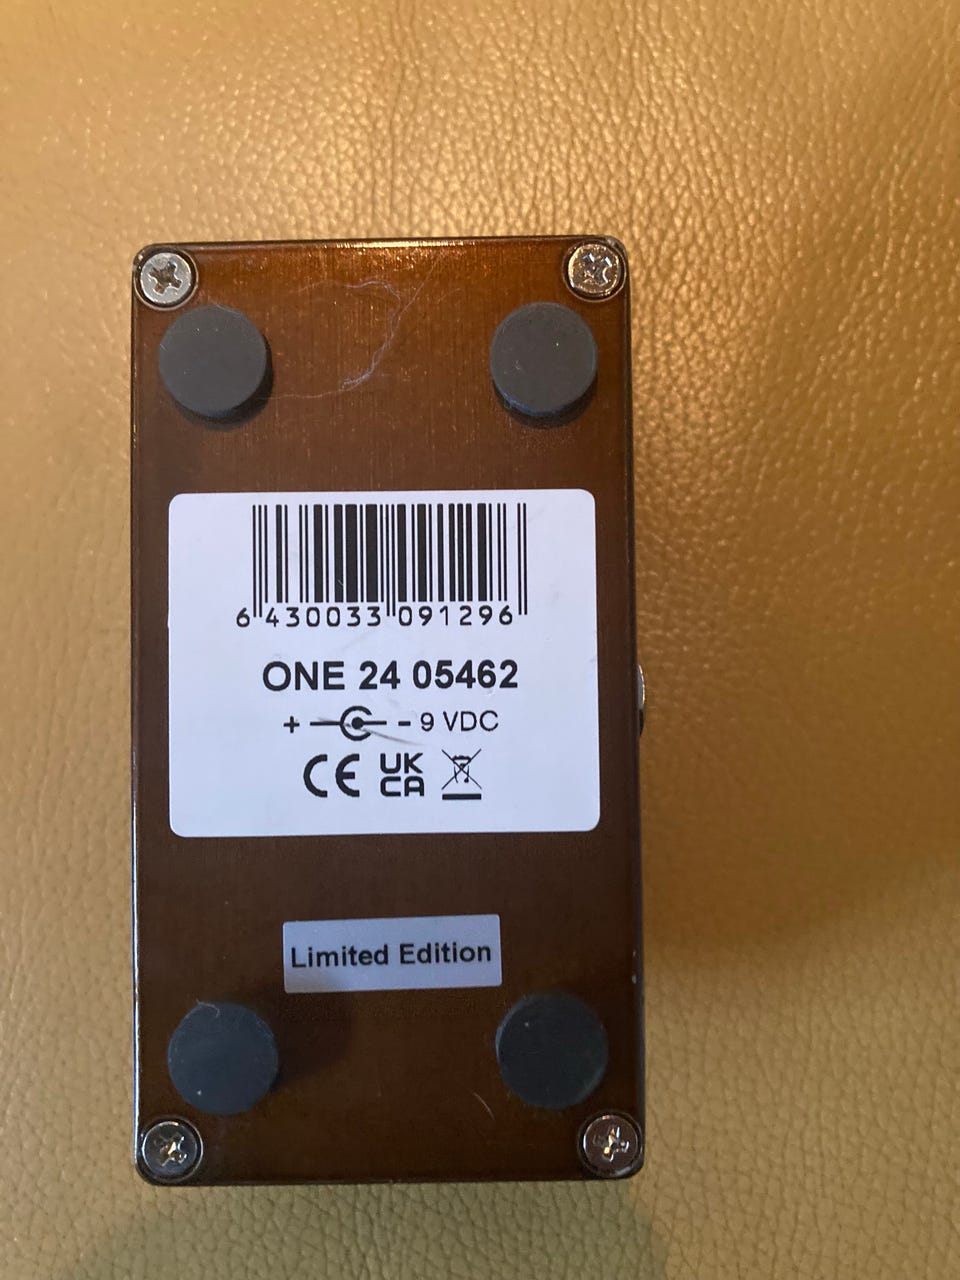 6 430033 091296
ONE 24 05462
+ - 9 VDC
CE UK CA
Limited Edition